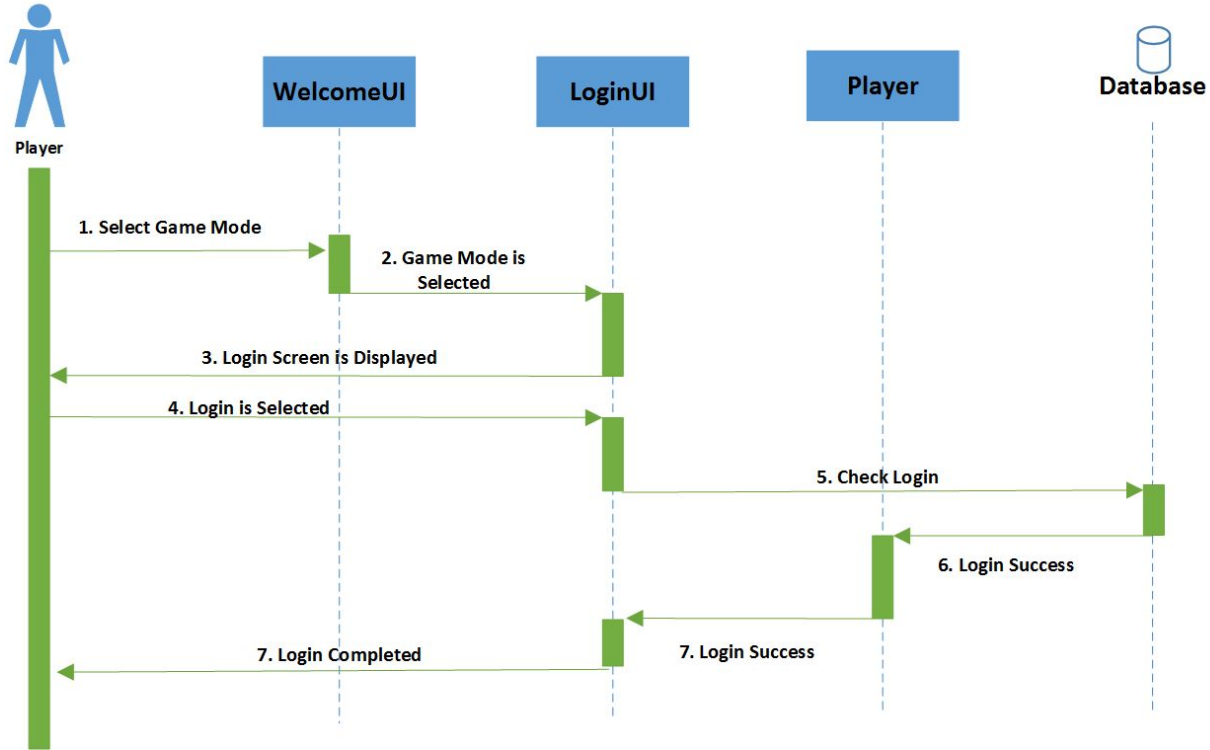 WelcomeUI
LoginUI
Player
Database
Player
1. Select Game Mode
2. Game Mode is
Selected
3. Login Screen is Displayed
4. Login is Selected
5. Check Login
6. Login Success
7. Login Success
7. Login Completed